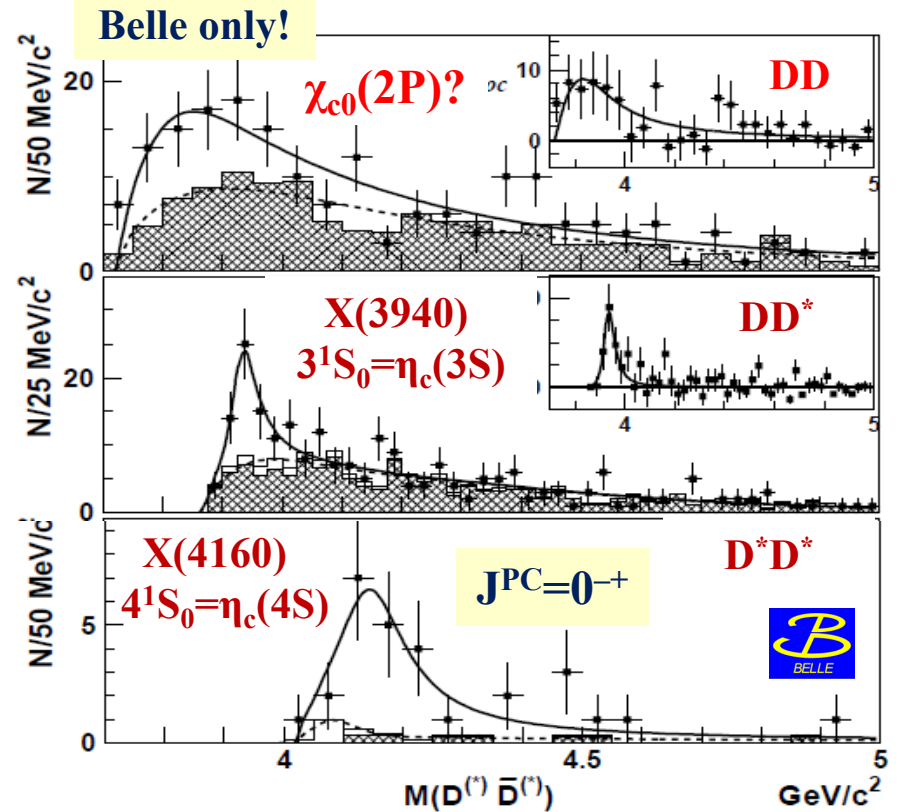 Belle only!
N/50 MeV/c²
20
0
χc0(2P)?
10
0
DD
4
5
N/25 MeV/c²
20
0
X(3940)
3¹S₀=ηc(3S)
DD*
0
4
5
N/50 MeV/c²
5
0
X(4160)
4¹S₀=ηc(4S)
Jᴾᶜ=0⁻⁺
D*D*
B
BELLE
4
4.5
5
M(D⁽*⁾ D̄⁽*⁾)
GeV/c²